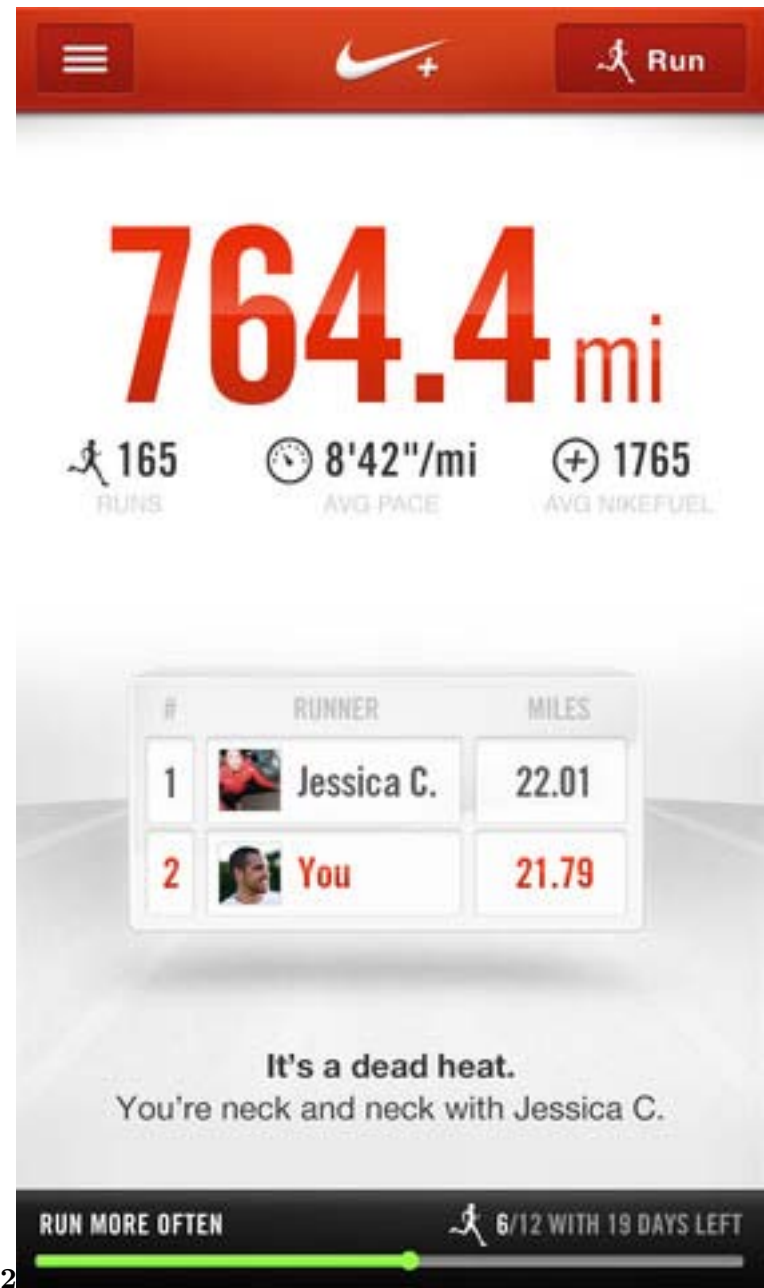 Run
764.4 mi
165
RUNS
8'42"/mi
AVG PACE
1765
AVG NIKEFUEL
# RUNNER MILES
1 Jessica C. 22.01
2 You 21.79
It's a dead heat.
You're neck and neck with Jessica C.
RUN MORE OFTEN 6/12 WITH 19 DAYS LEFT
2